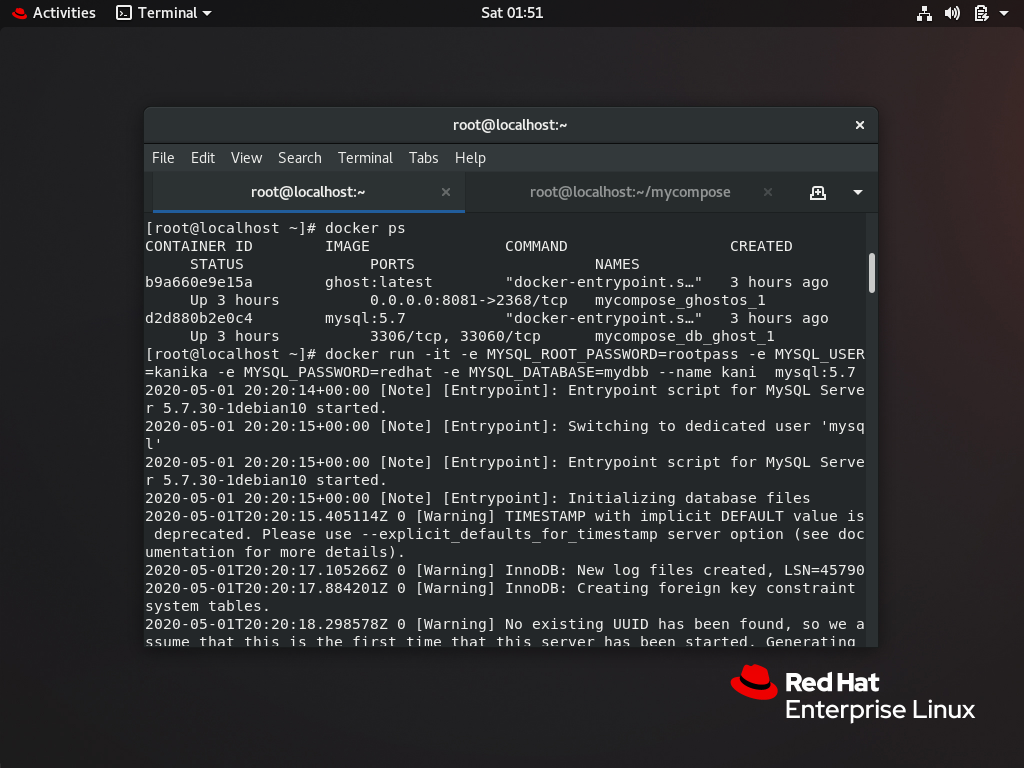 Activities Terminal Sat 01:51
root@localhost:~
File Edit View Search Terminal Tabs Help
root@localhost:~ root@localhost:~/mycompose
[root@localhost ~]# docker ps
CONTAINER ID IMAGE COMMAND CREATED
STATUS PORTS NAMES
b9a660e9e15a ghost:latest "docker-entrypoint.s…" 3 hours ago
Up 3 hours 0.0.0.0:8081->2368/tcp mycompose_ghostos_1
d2d880b2e0c4 mysql:5.7 "docker-entrypoint.s…" 3 hours ago
Up 3 hours 3306/tcp, 33060/tcp mycompose_db_ghost_1
[root@localhost ~]# docker run -it -e MYSQL_ROOT_PASSWORD=rootpass -e MYSQL_USER
=kanika -e MYSQL_PASSWORD=redhat -e MYSQL_DATABASE=mydbb --name kani mysql:5.7
2020-05-01 20:20:14+00:00 [Note] [Entrypoint]: Entrypoint script for MySQL Serve
r 5.7.30-1debian10 started.
2020-05-01 20:20:15+00:00 [Note] [Entrypoint]: Switching to dedicated user 'mysq
l'
2020-05-01 20:20:15+00:00 [Note] [Entrypoint]: Entrypoint script for MySQL Serve
r 5.7.30-1debian10 started.
2020-05-01 20:20:15+00:00 [Note] [Entrypoint]: Initializing database files
2020-05-01T20:20:15.405114Z 0 [Warning] TIMESTAMP with implicit DEFAULT value is
deprecated. Please use --explicit_defaults_for_timestamp server option (see doc
umentation for more details).
2020-05-01T20:20:17.105266Z 0 [Warning] InnoDB: New log files created, LSN=45790
2020-05-01T20:20:17.884201Z 0 [Warning] InnoDB: Creating foreign key constraint
system tables.
2020-05-01T20:20:18.298578Z 0 [Warning] No existing UUID has been found, so we a
ssume that this is the first time that this server has been started. Generating
Red Hat
Enterprise Linux